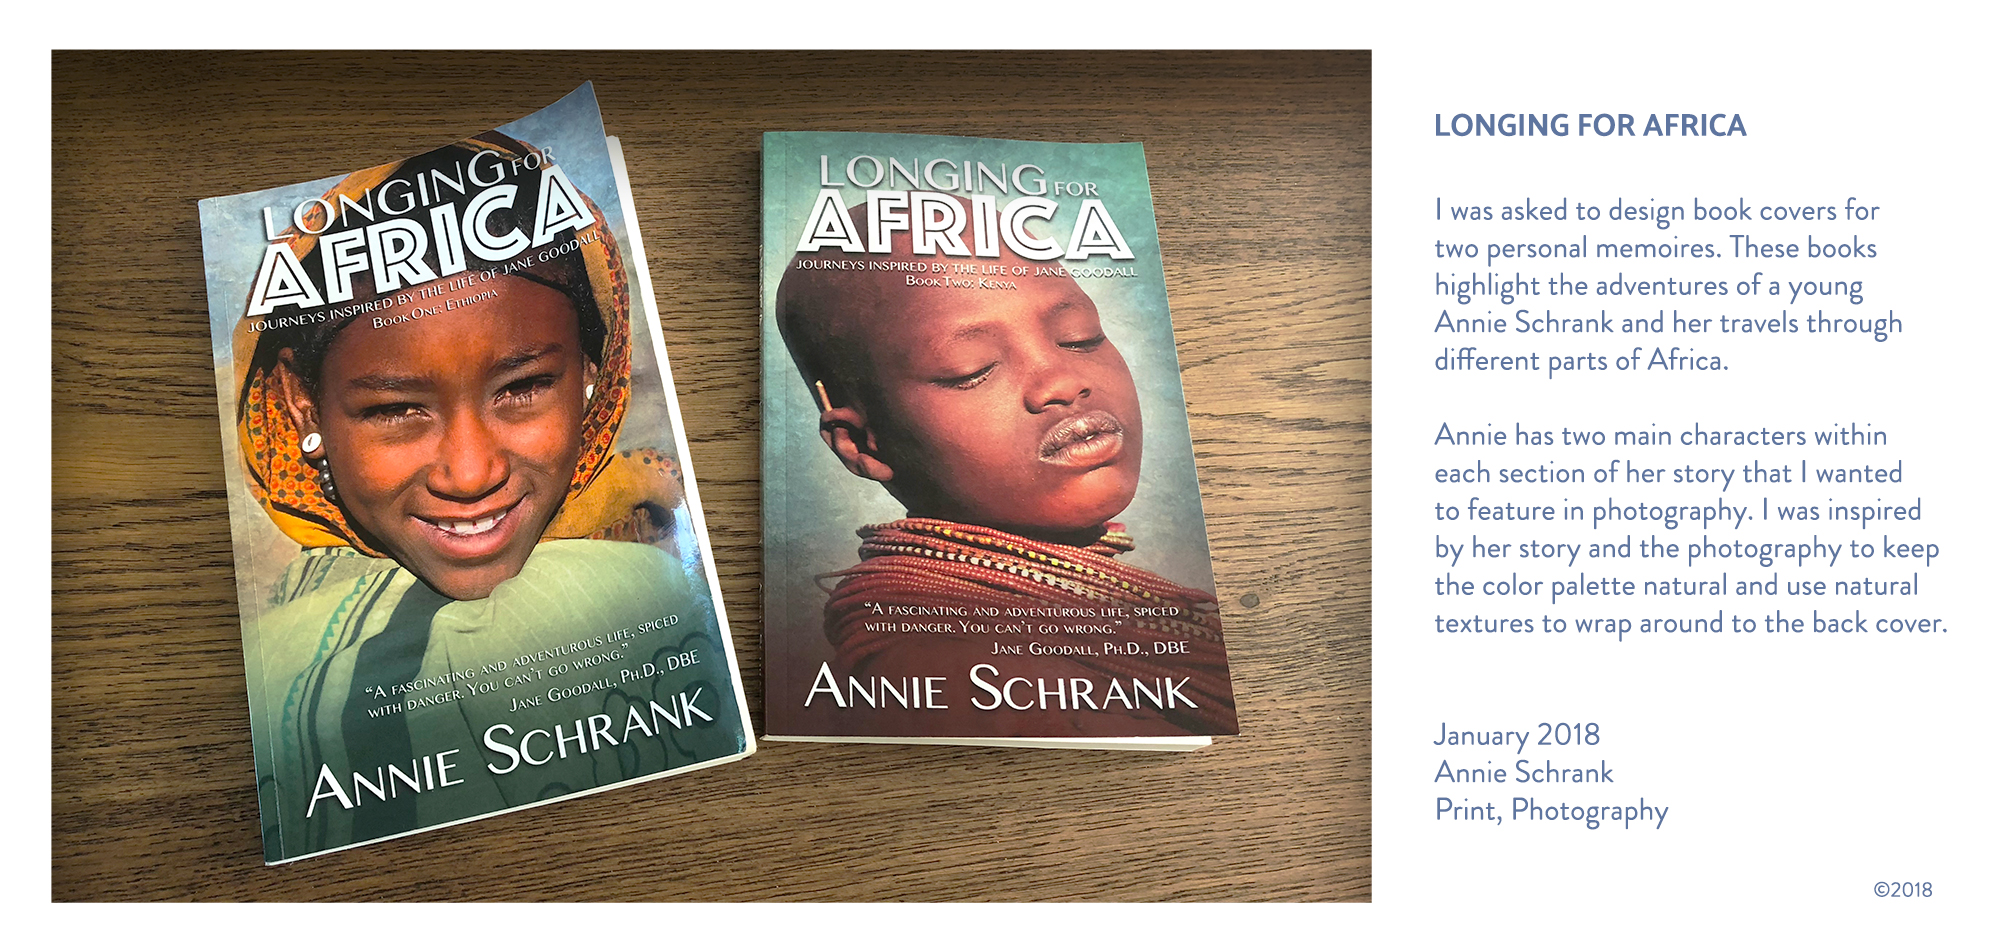 LONGING FOR
AFRICA
JOURNEYS INSPIRED BY THE LIFE OF JANE GOODALL
BOOK ONE: ETHIOPIA
"A FASCINATING AND ADVENTUROUS LIFE, SPICED
WITH DANGER. YOU CAN'T GO WRONG."
JANE GOODALL, PH.D., DBE
ANNIE SCHRANK
LONGING FOR
AFRICA
JOURNEYS INSPIRED BY THE LIFE OF JANE GOODALL
BOOK TWO: KENYA
"A FASCINATING AND ADVENTUROUS LIFE, SPICED
WITH DANGER. YOU CAN'T GO WRONG."
JANE GOODALL, PH.D., DBE
ANNIE SCHRANK
LONGING FOR AFRICA
I was asked to design book covers for
two personal memoires. These books
highlight the adventures of a young
Annie Schrank and her travels through
different parts of Africa.
Annie has two main characters within
each section of her story that I wanted
to feature in photography. I was inspired
by her story and the photography to keep
the color palette natural and use natural
textures to wrap around to the back cover.
January 2018
Annie Schrank
Print, Photography
©2018